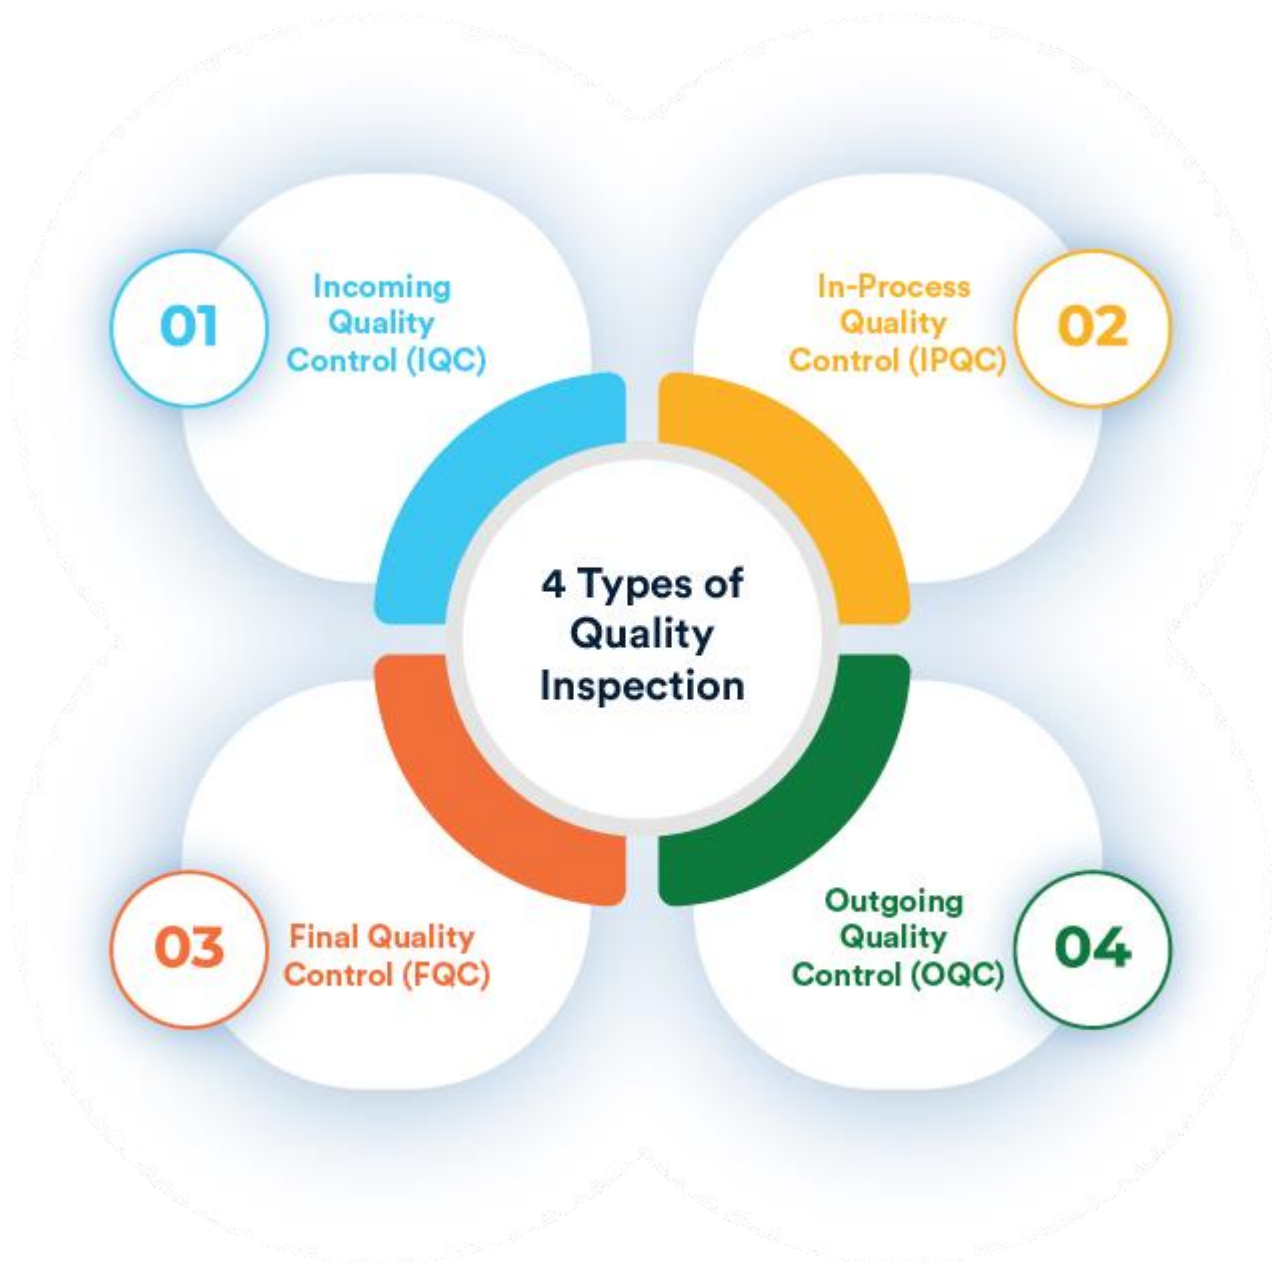 01
Incoming
Quality
Control (IQC)
In-Process
Quality
Control (IPQC)
02
4 Types of
Quality
Inspection
03
Final Quality
Control (FQC)
Outgoing
Quality
Control (OQC)
04